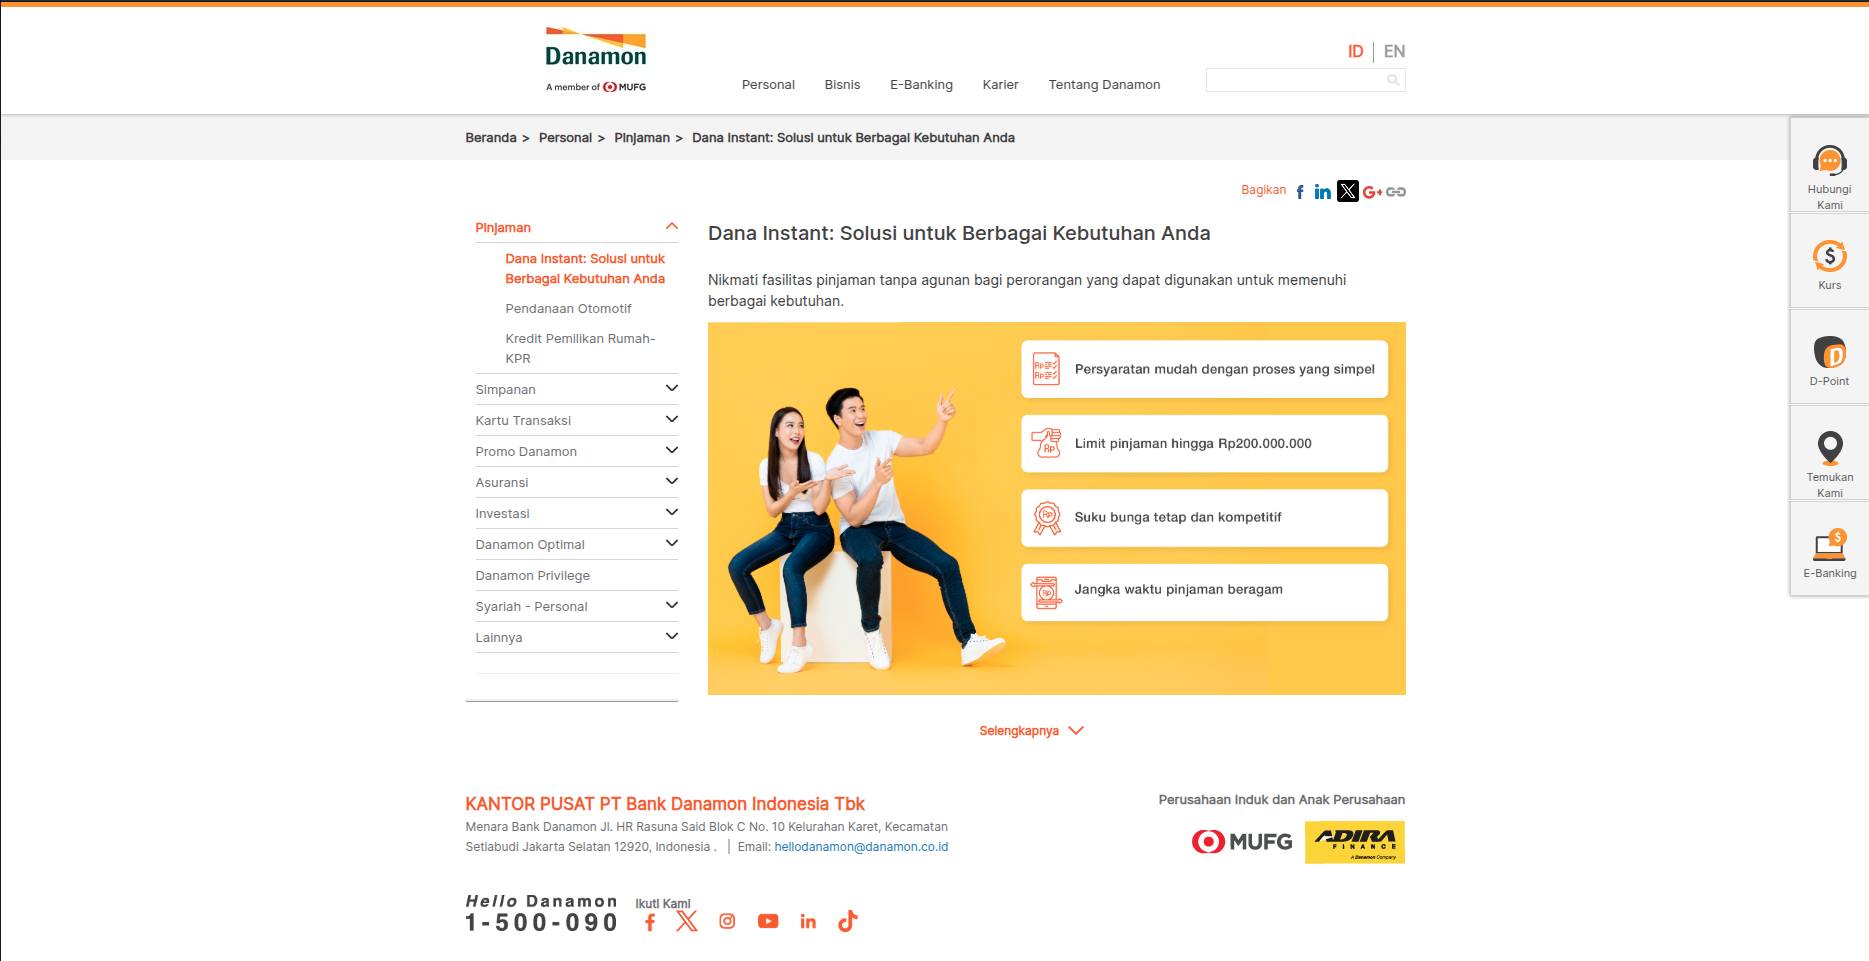 Danamon
A member of MUFG
Personal
Bisnis
E-Banking
Karier
Tentang Danamon
ID | EN
Beranda > Personal > Pinjaman > Dana Instant: Solusi untuk Berbagai Kebutuhan Anda
Bagikan
Pinjaman
Dana Instant: Solusi untuk
Berbagai Kebutuhan Anda
Pendanaan Otomotif
Kredit Pemilikan Rumah-
KPR
Simpanan
Kartu Transaksi
Promo Danamon
Asuransi
Investasi
Danamon Optimal
Danamon Privilege
Syariah - Personal
Lainnya
Dana Instant: Solusi untuk Berbagai Kebutuhan Anda
Nikmati fasilitas pinjaman tanpa agunan bagi perorangan yang dapat digunakan untuk memenuhi
berbagai kebutuhan.
Rp
Rp
Persyaratan mudah dengan proses yang simpel
Rp
Limit pinjaman hingga Rp200.000.000
Rp
Suku bunga tetap dan kompetitif
Rp
Jangka waktu pinjaman beragam
Selengkapnya
Hubungi
Kami
Kurs
D-Point
Temukan
Kami
E-Banking
KANTOR PUSAT PT Bank Danamon Indonesia Tbk
Menara Bank Danamon Jl. HR Rasuna Said Blok C No. 10 Kelurahan Karet, Kecamatan
Setiabudi Jakarta Selatan 12920, Indonesia . | Email: hellodanamon@danamon.co.id
Perusahaan Induk dan Anak Perusahaan
MUFG
ADIRA
FINANCE
A Danamon Company
Hello Danamon
1-500-090
Ikuti Kami